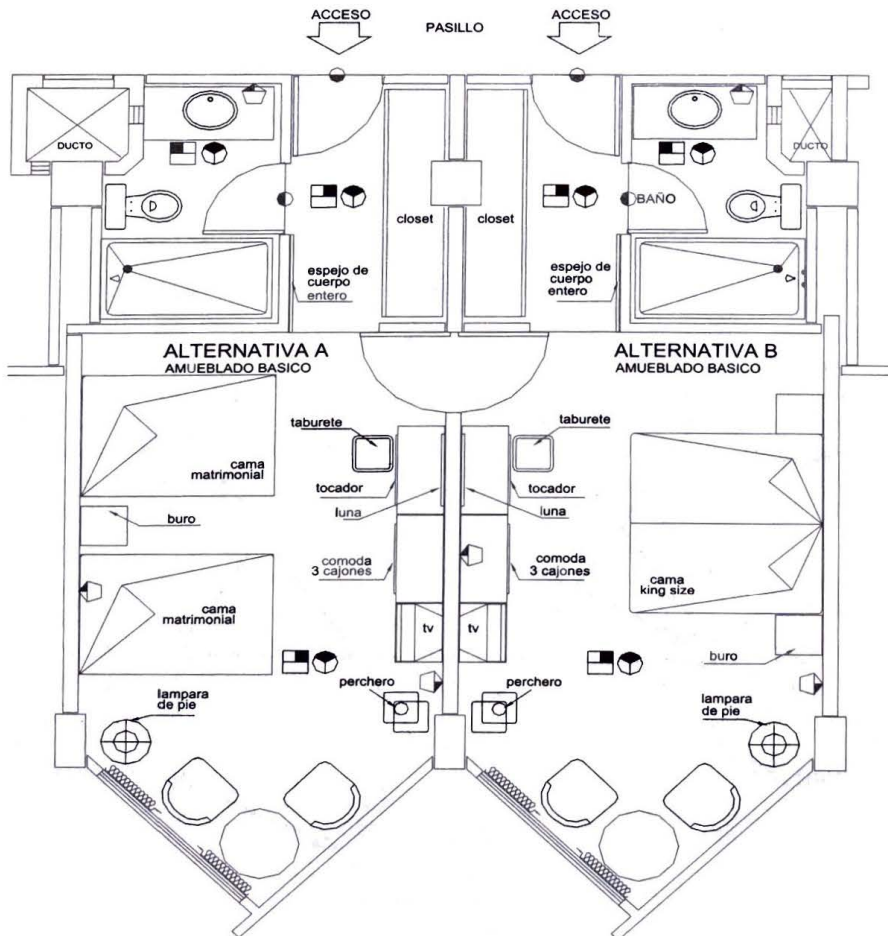 ACCESO
PASILLO
ACCESO
DUCTO
DUCTO
closet
closet
BAÑO
espejo de
cuerpo
entero
espejo de
cuerpo
entero
ALTERNATIVA A
AMUEBLADO BASICO
ALTERNATIVA B
AMUEBLADO BASICO
taburete
taburete
cama
matrimonial
tocador
tocador
luna
luna
buro
comoda
3 cajones
comoda
3 cajones
cama
king size
cama
matrimonial
tv
tv
buro
perchero
perchero
lampara
de pie
lampara
de pie